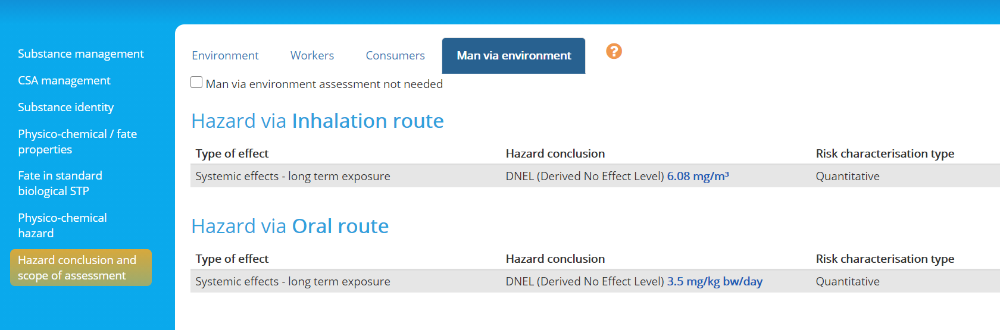 Substance management
CSA management
Substance identity
Physico-chemical / fate
properties
Fate in standard
biological STP
Physico-chemical
hazard
Hazard conclusion and
scope of assessment
Environment Workers Consumers Man via environment ?
Man via environment assessment not needed
Hazard via Inhalation route
Type of effect Hazard conclusion Risk characterisation type
Systemic effects - long term exposure DNEL (Derived No Effect Level) 6.08 mg/m³ Quantitative
Hazard via Oral route
Type of effect Hazard conclusion Risk characterisation type
Systemic effects - long term exposure DNEL (Derived No Effect Level) 3.5 mg/kg bw/day Quantitative